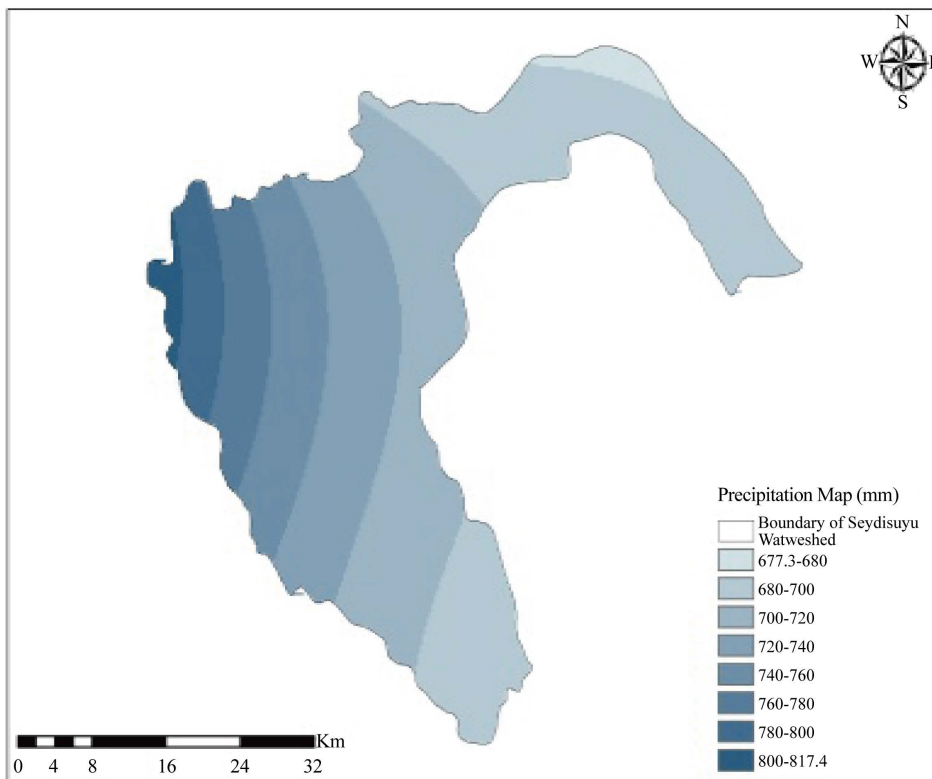 N
W E
S
Precipitation Map (mm)
Boundary of Seydisuyu
Watweshed
677.3-680
680-700
700-720
720-740
740-760
760-780
780-800
800-817.4
Km
0 4 8 16 24 32